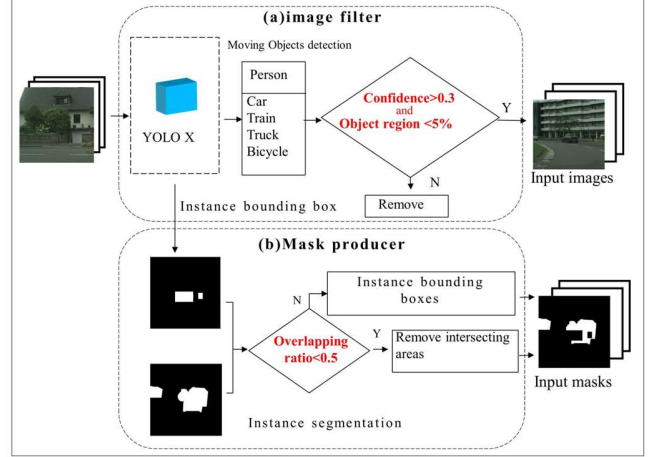 (a)image filter
Moving Objects detection
YOLO X
Person
Car
Train
Truck
Bicycle
Confidence>0.3
and
Object region <5%
Y
N
Remove
Input images
Instance bounding box
(b)Mask producer
N
Instance bounding
boxes
Overlapping
ratio<0.5
Y
Remove intersecting
areas
Input masks
Instance segmentation